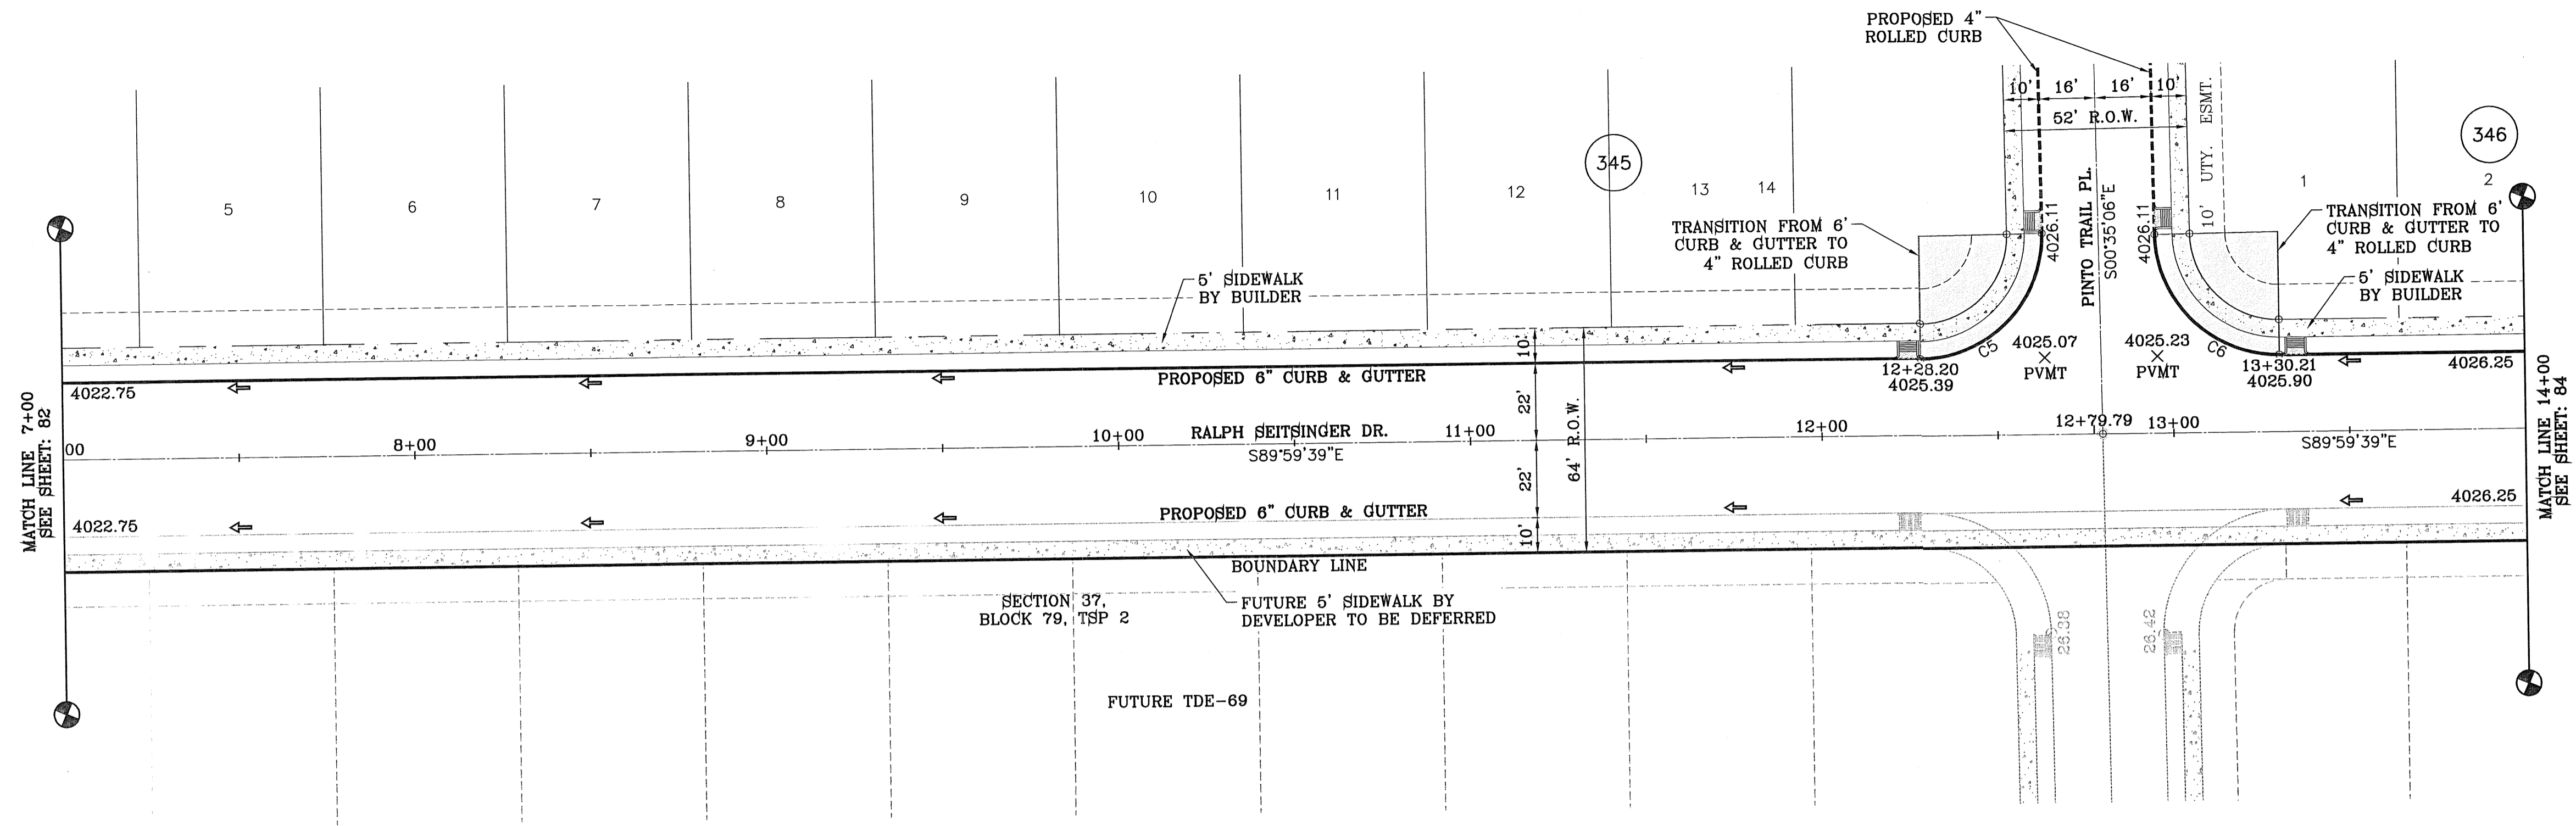 PROPOSED 4"
ROLLED CURB
10'
16'
16'
10'
52' R.O.W.
10' UTY. ESMT.
345
346
5
6
7
8
9
10
11
12
13
14
1
2
TRANSITION FROM 6'
CURB & GUTTER TO
4" ROLLED CURB
4026.11
PINTO TRAIL PL.
S00°35'06"E
4026.11
TRANSITION FROM 6'
CURB & GUTTER TO
4" ROLLED CURB
5' SIDEWALK
BY BUILDER
5' SIDEWALK
BY BUILDER
C5
4025.07
PVMT
4025.23
PVMT
C6
10'
PROPOSED 6" CURB & GUTTER
12+28.20
4025.39
13+30.21
4025.90
4026.25
4022.75
MATCH LINE 7+00
SEE SHEET: 82
MATCH LINE 14+00
SEE SHEET: 84
22'
64' R.O.W.
00
8+00
9+00
10+00
RALPH SEITSINGER DR.
11+00
12+00
12+79.79
13+00
S89°59'39"E
S89°59'39"E
22'
4022.75
PROPOSED 6" CURB & GUTTER
4026.25
10'
BOUNDARY LINE
SECTION 37,
BLOCK 79, TSP 2
FUTURE 5' SIDEWALK BY
DEVELOPER TO BE DEFERRED
26.38
26.42
FUTURE TDE-69